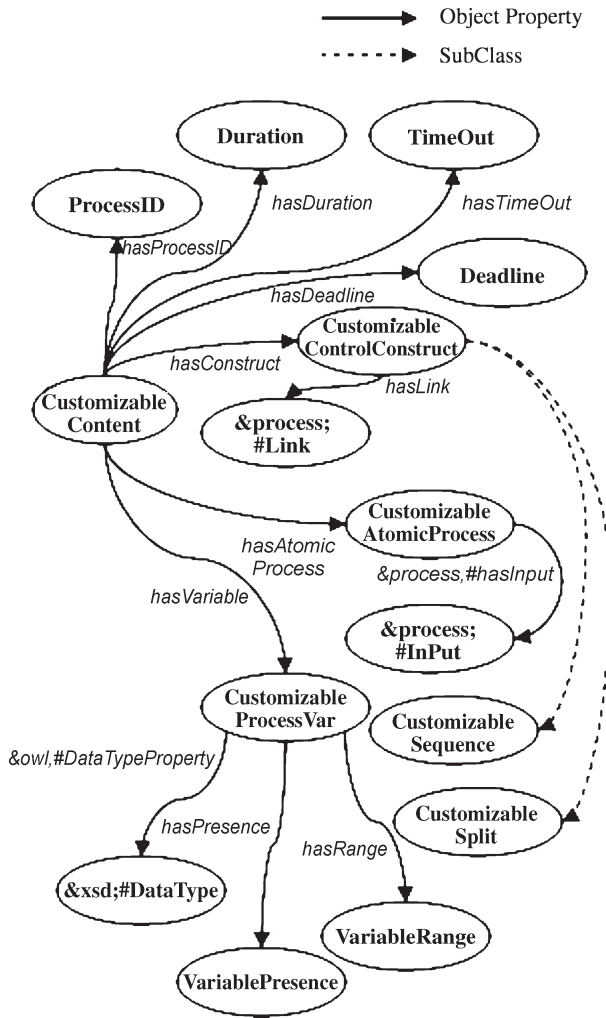 Object Property
SubClass
Duration
TimeOut
ProcessID
hasDuration
hasTimeOut
hasProcessID
Deadline
hasDeadline
Customizable
ControlConstruct
hasConstruct
hasLink
Customizable
Content
&process;
#Link
Customizable
AtomicProcess
hasAtomic
Process
&process,#hasInput
hasVariable
&process;
#InPut
Customizable
ProcessVar
Customizable
Sequence
&owl,#DataTypeProperty
Customizable
Split
hasPresence
hasRange
&xsd;#DataType
VariableRange
VariablePresence